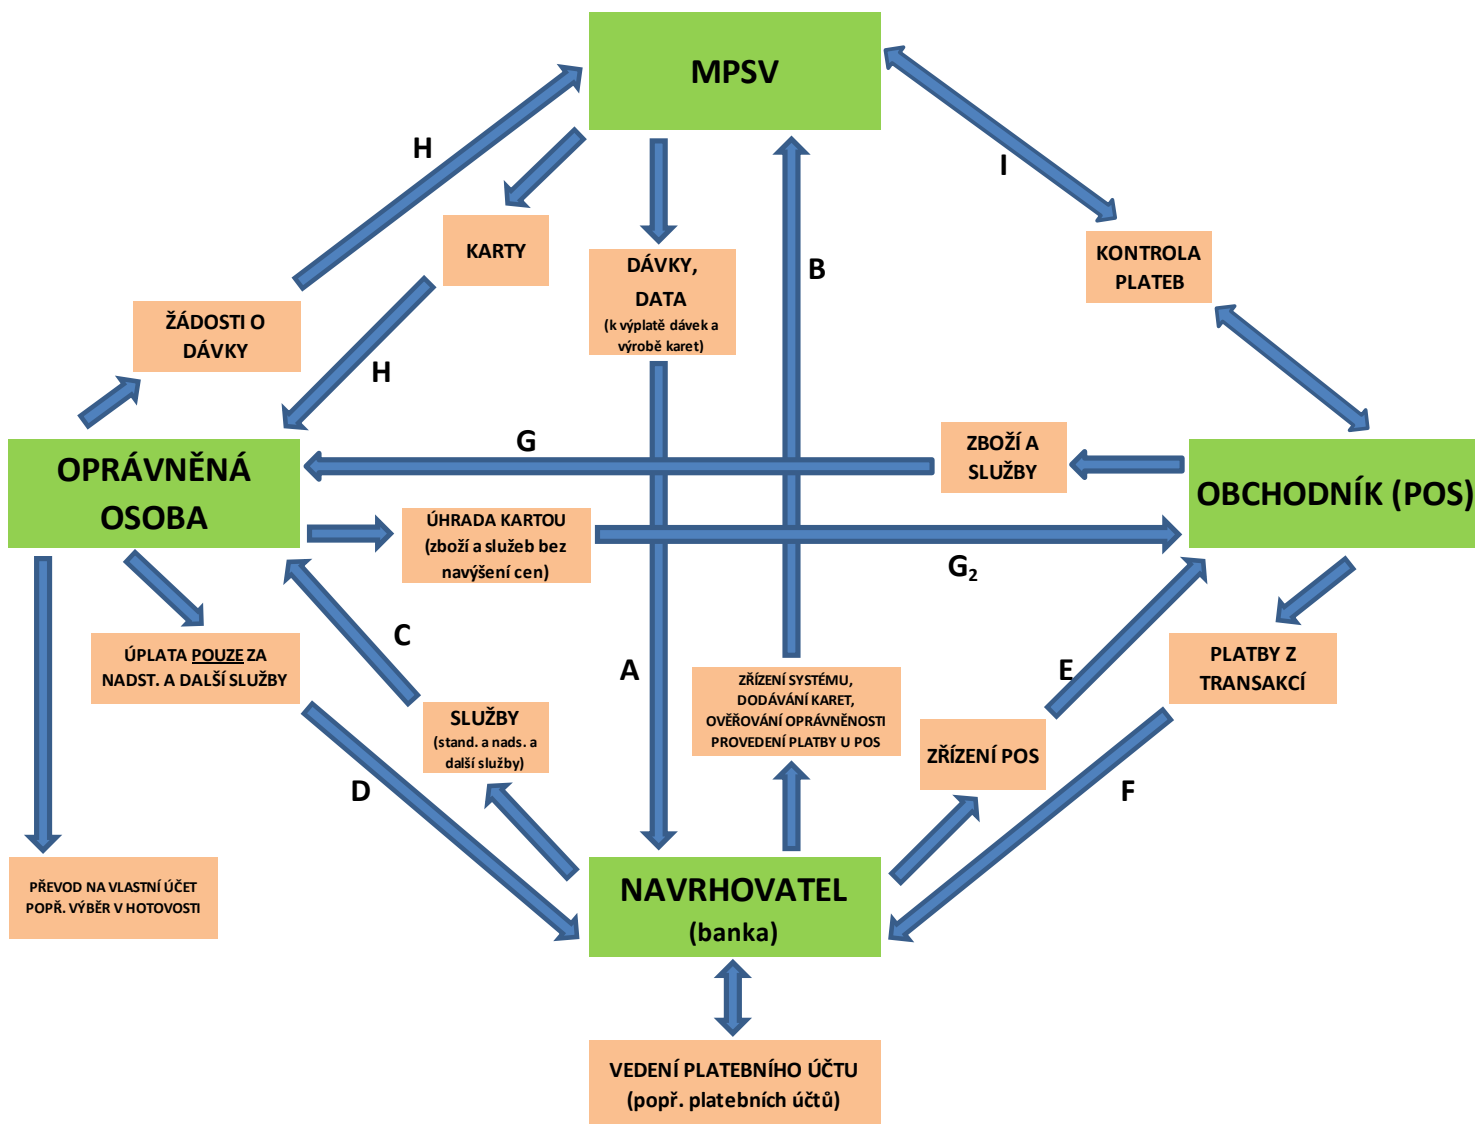 MPSV
H
I
KARTY
KONTROLA
PLATEB
DÁVKY,
DATA
(k výplatě dávek a
výrobě karet)
B
ŽÁDOSTI O
DÁVKY
H
G
ZBOŽÍ A
SLUŽBY
OPRÁVNĚNÁ
OSOBA
OBCHODNÍK (POS)
ÚHRADA KARTOU
(zboží a služeb bez
navýšení cen)
G₂
C
ÚPLATA POUZE ZA
NADST. A DALŠÍ SLUŽBY
A
E
PLATBY Z
TRANSAKCÍ
ZŘÍZENÍ SYSTÉMU,
DODÁVÁNÍ KARET,
OVĚŘOVÁNÍ OPRÁVNĚNOSTI
PROVEDENÍ PLATBY U POS
SLUŽBY
(stand. a nads. a
další služby)
ZŘÍZENÍ POS
D
F
PŘEVOD NA VLASTNÍ ÚČET
POPŘ. VÝBĚR V HOTOVOSTI
NAVRHOVATEL
(banka)
VEDENÍ PLATEBNÍHO ÚČTU
(popř. platebních účtů)